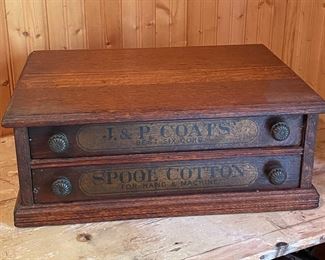 J. & P. COATS'
BEST SIX CORD
SPOOL COTTON
FOR HAND & MACHINE